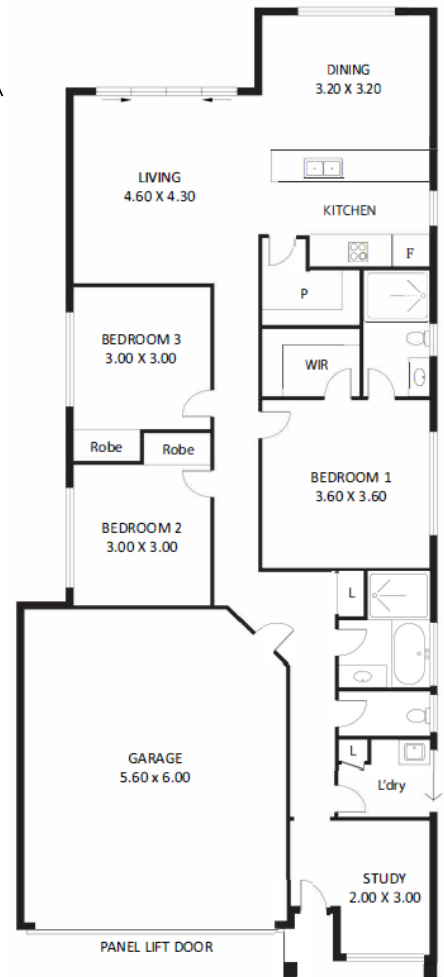 DINING
3.20 X 3.20
LIVING
4.60 X 4.30
KITCHEN
F
P
BEDROOM 3
3.00 X 3.00
WIR
Robe
Robe
BEDROOM 1
3.60 X 3.60
BEDROOM 2
3.00 X 3.00
L
GARAGE
5.60 x 6.00
L
L'dry
STUDY
2.00 X 3.00
PANEL LIFT DOOR